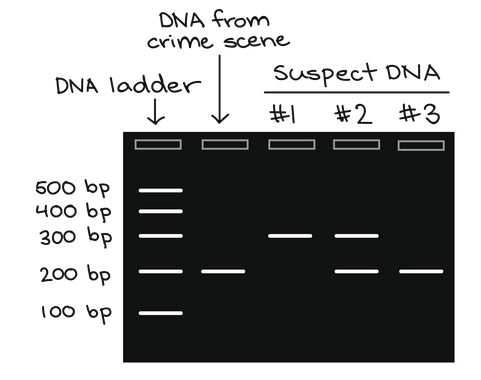 DNA from
crime scene
Suspect DNA
DNA ladder
#1 #2 #3
500 bp
400 bp
300 bp
200 bp
100 bp